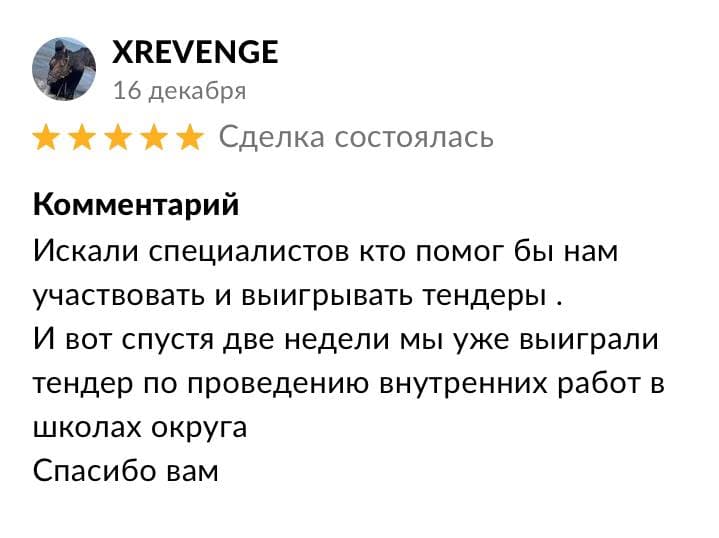 XREVENGE
16 декабря
Сделка состоялась
Комментарий
Искали специалистов кто помог бы нам
участвовать и выигрывать тендеры .
И вот спустя две недели мы уже выиграли
тендер по проведению внутренних работ в
школах округа
Спасибо вам